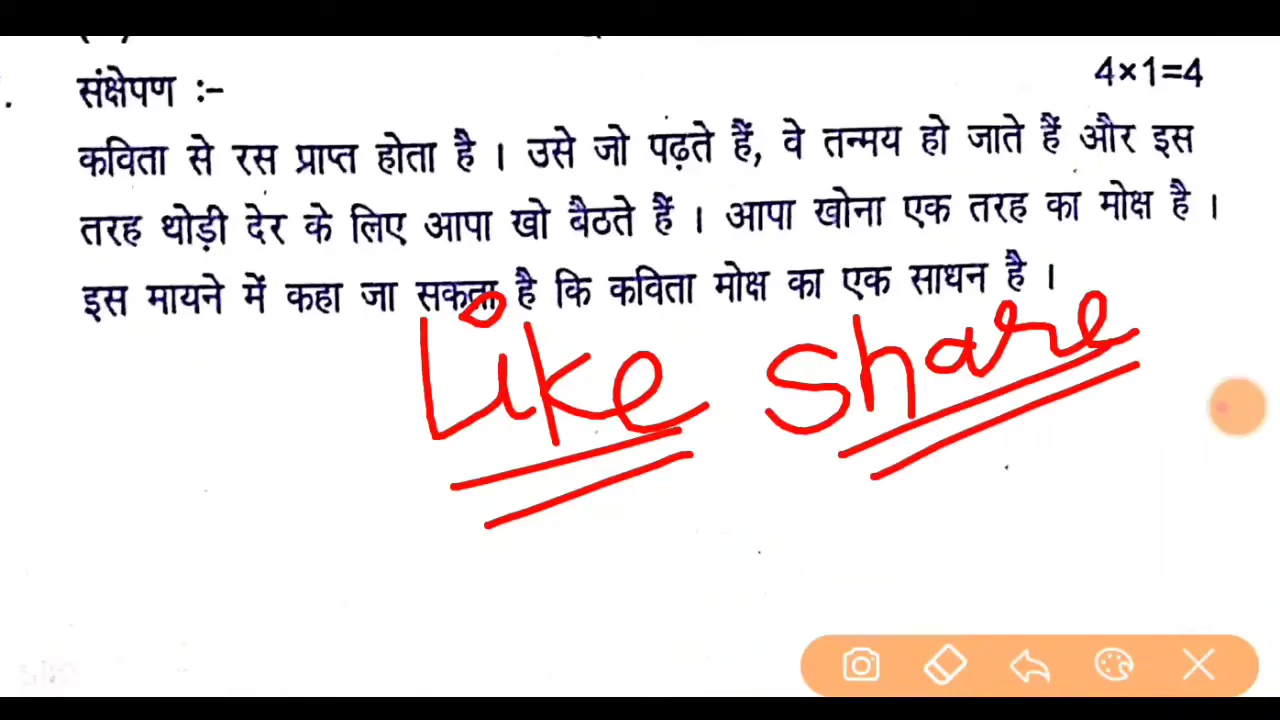 संक्षेपण :-
4×1=4
कविता से रस प्राप्त होता है । उसे जो पढ़ते हैं, वे तन्मय हो जाते हैं और इस
तरह थोड़ी देर के लिए आपा खो बैठते हैं । आपा खोना एक तरह का मोक्ष है ।
इस मायने में कहा जा सकता है कि कविता मोक्ष का एक साधन है ।
Like Share